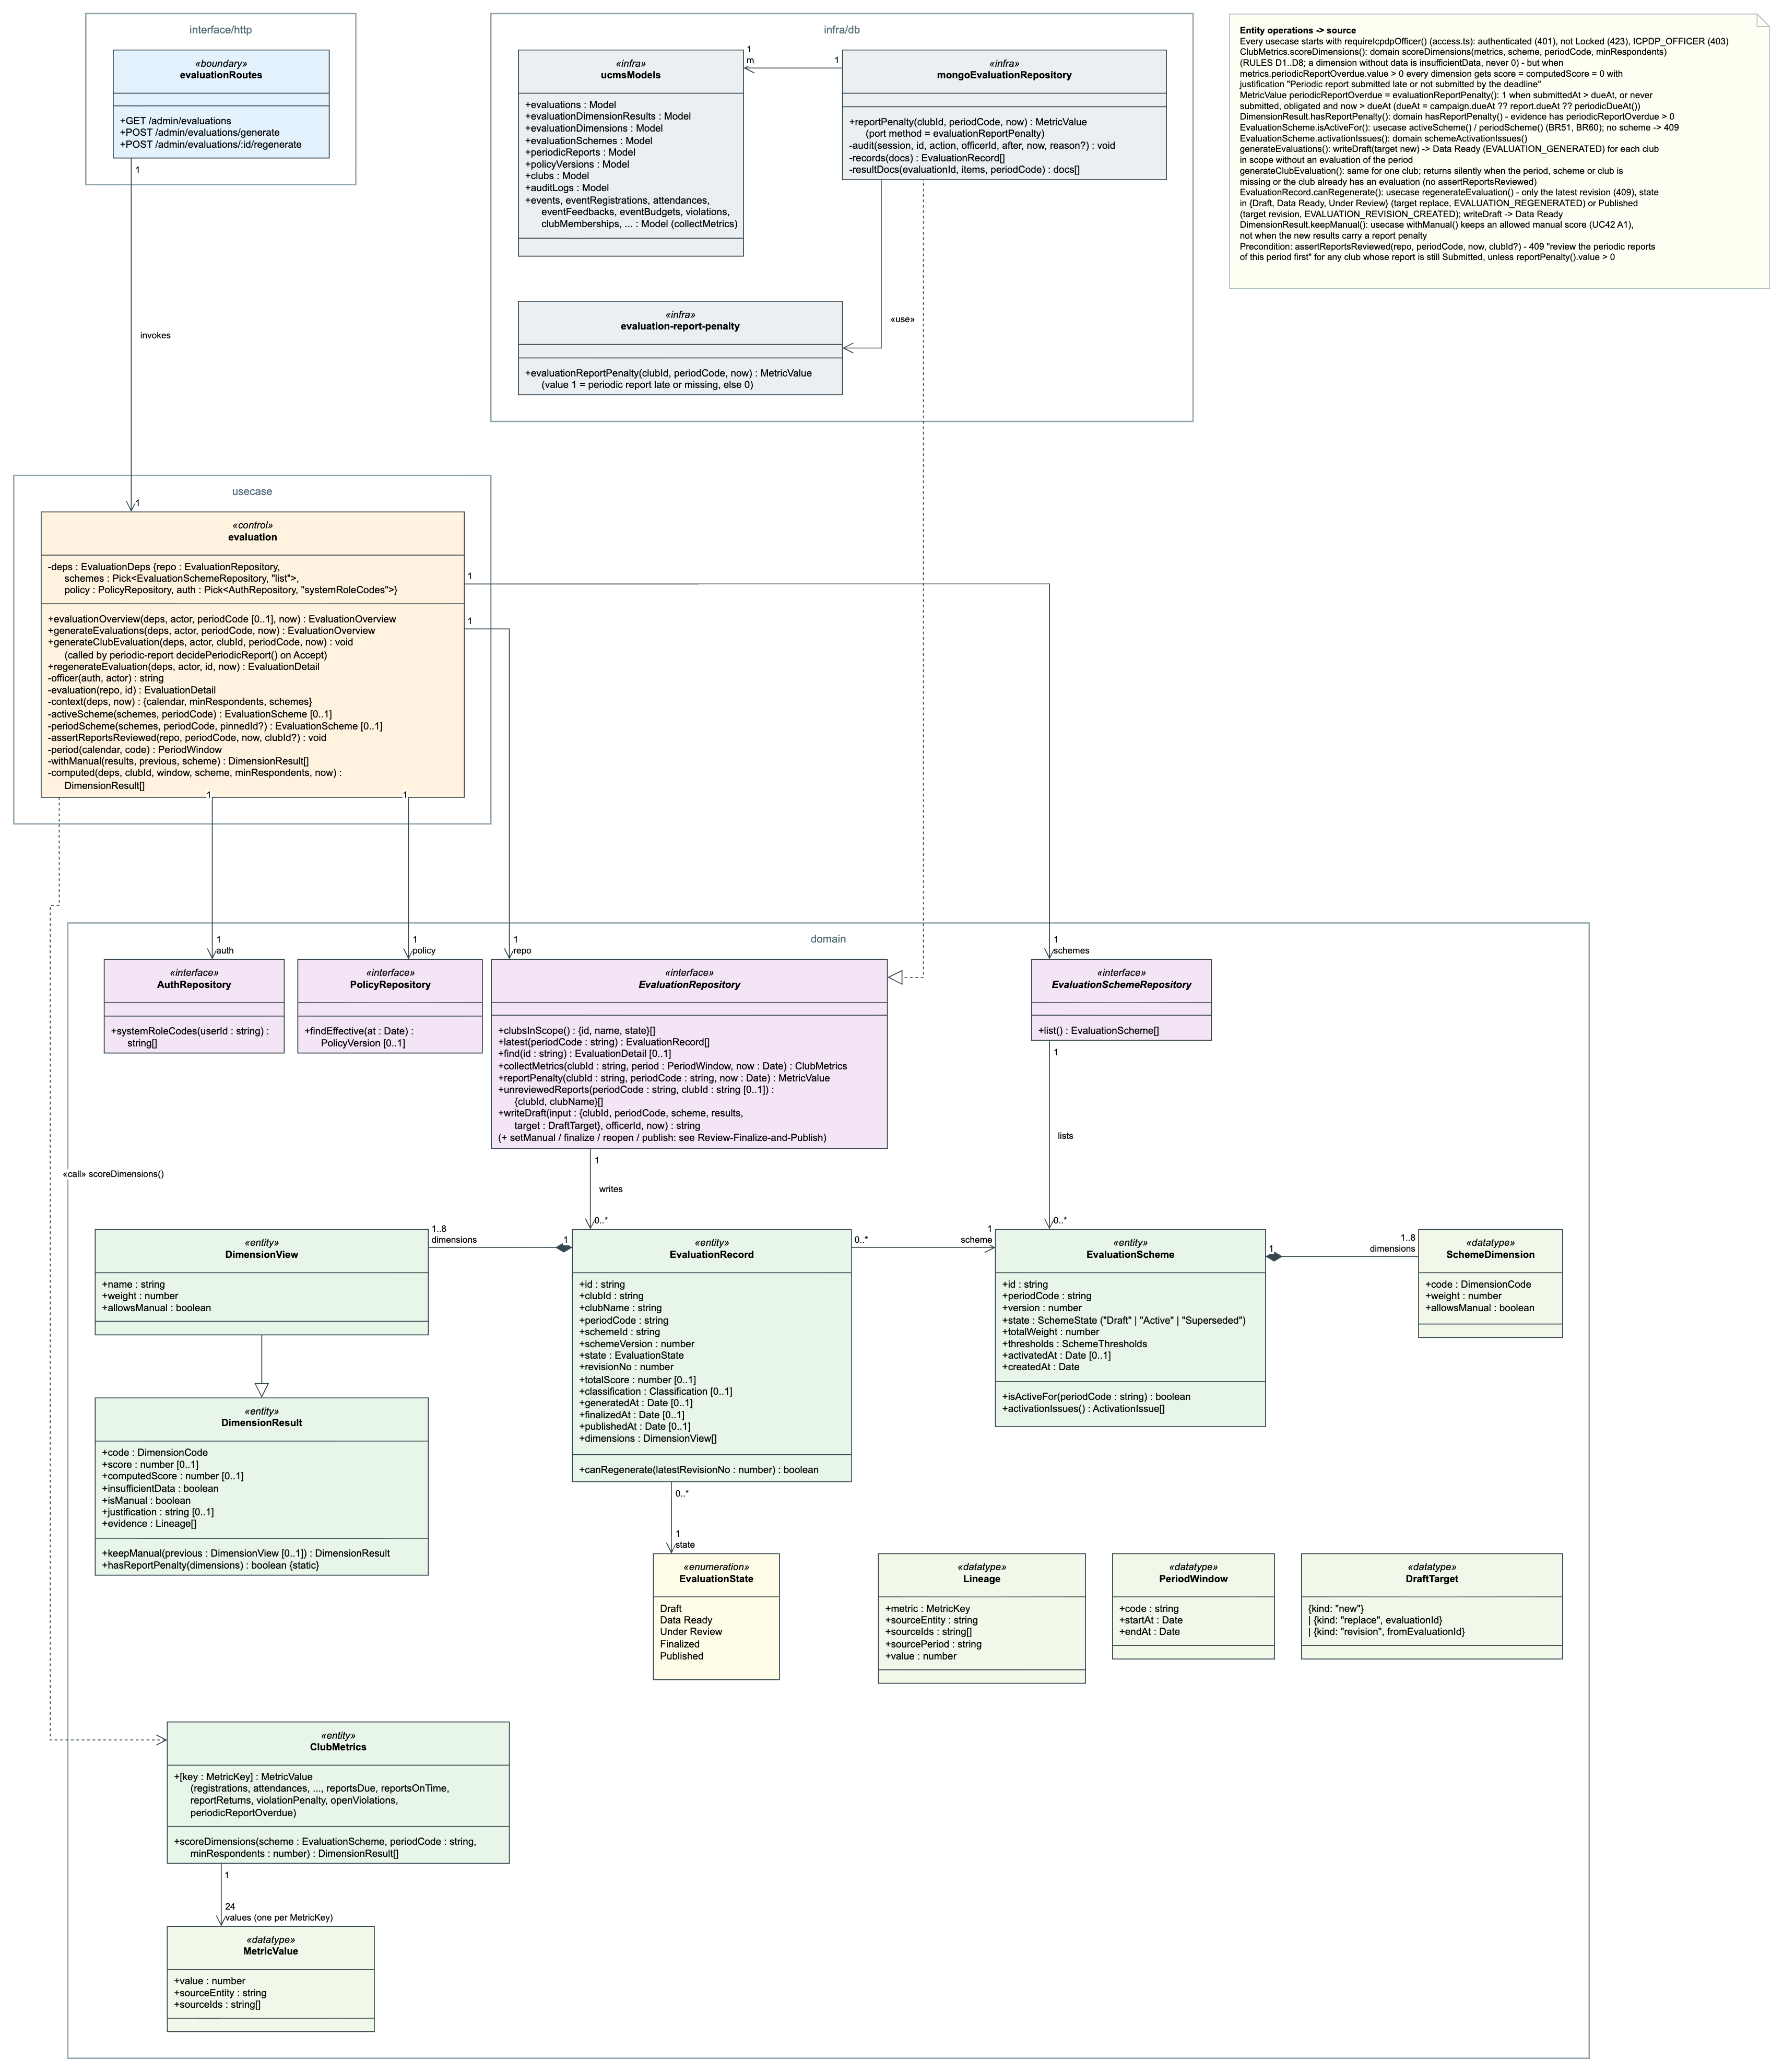 interface/http
«boundary»
evaluationRoutes
+GET /admin/evaluations
+POST /admin/evaluations/generate
+POST /admin/evaluations/:id/regenerate
1
invokes
1
infra/db
«infra»
ucmsModels
+evaluations : Model
+evaluationDimensionResults : Model
+evaluationDimensions : Model
+evaluationSchemes : Model
+periodicReports : Model
+policyVersions : Model
+clubs : Model
+auditLogs : Model
+events, eventRegistrations, attendances,
eventFeedbacks, eventBudgets, violations,
clubMemberships, ... : Model (collectMetrics)
1
m
1
«infra»
mongoEvaluationRepository
+reportPenalty(clubId, periodCode, now) : MetricValue
(port method = evaluationReportPenalty)
-audit(session, id, action, officerId, after, now, reason?) : void
-records(docs) : EvaluationRecord[]
-resultDocs(evaluationId, items, periodCode) : docs[]
«use»
«infra»
evaluation-report-penalty
+evaluationReportPenalty(clubId, periodCode, now) : MetricValue
(value 1 = periodic report late or missing, else 0)
Entity operations -> source
Every usecase starts with requireIcpdpOfficer() (access.ts): authenticated (401), not Locked (423), ICPDP_OFFICER (403)
ClubMetrics.scoreDimensions(): domain scoreDimensions(metrics, scheme, periodCode, minRespondents)
(RULES D1..D8; a dimension without data is insufficientData, never 0) - but when
metrics.periodicReportOverdue.value > 0 every dimension gets score = computedScore = 0 with
justification "Periodic report submitted late or not submitted by the deadline"
MetricValue periodicReportOverdue = evaluationReportPenalty(): 1 when submittedAt > dueAt, or never
submitted, obligated and now > dueAt (dueAt = campaign.dueAt ?? report.dueAt ?? periodicDueAt())
DimensionResult.hasReportPenalty(): domain hasReportPenalty() - evidence has periodicReportOverdue > 0
EvaluationScheme.isActiveFor(): usecase activeScheme() / periodScheme() (BR51, BR60); no scheme -> 409
EvaluationScheme.activationIssues(): domain schemeActivationIssues()
generateEvaluations(): writeDraft(target new) -> Data Ready (EVALUATION_GENERATED) for each club
in scope without an evaluation of the period
generateClubEvaluation(): same for one club; returns silently when the period, scheme or club is
missing or the club already has an evaluation (no assertReportsReviewed)
EvaluationRecord.canRegenerate(): usecase regenerateEvaluation() - only the latest revision (409), state
in {Draft, Data Ready, Under Review} (target replace, EVALUATION_REGENERATED) or Published
(target revision, EVALUATION_REVISION_CREATED); writeDraft -> Data Ready
DimensionResult.keepManual(): usecase withManual() keeps an allowed manual score (UC42 A1),
not when the new results carry a report penalty
Precondition: assertReportsReviewed(repo, periodCode, now, clubId?) - 409 "review the periodic reports
of this period first" for any club whose report is still Submitted, unless reportPenalty().value > 0
usecase
«control»
evaluation
-deps : EvaluationDeps {repo : EvaluationRepository,
schemes : Pick<EvaluationSchemeRepository, "list">,
policy : PolicyRepository, auth : Pick<AuthRepository, "systemRoleCodes">}
+evaluationOverview(deps, actor, periodCode [0..1], now) : EvaluationOverview
+generateEvaluations(deps, actor, periodCode, now) : EvaluationOverview
+generateClubEvaluation(deps, actor, clubId, periodCode, now) : void
(called by periodic-report decidePeriodicReport() on Accept)
+regenerateEvaluation(deps, actor, id, now) : EvaluationDetail
-officer(auth, actor) : string
-evaluation(repo, id) : EvaluationDetail
-context(deps, now) : {calendar, minRespondents, schemes}
-activeScheme(schemes, periodCode) : EvaluationScheme [0..1]
-periodScheme(schemes, periodCode, pinnedId?) : EvaluationScheme [0..1]
-assertReportsReviewed(repo, periodCode, now, clubId?) : void
-period(calendar, code) : PeriodWindow
-withManual(results, previous, scheme) : DimensionResult[]
-computed(deps, clubId, window, scheme, minRespondents, now) :
DimensionResult[]
1
1
1
1
domain
1
auth
1
policy
1
repo
1
schemes
«interface»
AuthRepository
+systemRoleCodes(userId : string) :
string[]
«interface»
PolicyRepository
+findEffective(at : Date) :
PolicyVersion [0..1]
«interface»
EvaluationRepository
+clubsInScope() : {id, name, state}[]
+latest(periodCode : string) : EvaluationRecord[]
+find(id : string) : EvaluationDetail [0..1]
+collectMetrics(clubId : string, period : PeriodWindow, now : Date) : ClubMetrics
+reportPenalty(clubId : string, periodCode : string, now : Date) : MetricValue
+unreviewedReports(periodCode : string, clubId : string [0..1]) :
{clubId, clubName}[]
+writeDraft(input : {clubId, periodCode, scheme, results,
target : DraftTarget}, officerId, now) : string
(+ setManual / finalize / reopen / publish: see Review-Finalize-and-Publish)
«interface»
EvaluationSchemeRepository
+list() : EvaluationScheme[]
1
writes
0..*
1
lists
0..*
«call» scoreDimensions()
«entity»
DimensionView
+name : string
+weight : number
+allowsManual : boolean
1..8
dimensions
1
«entity»
EvaluationRecord
+id : string
+clubId : string
+clubName : string
+periodCode : string
+schemeId : string
+schemeVersion : number
+state : EvaluationState
+revisionNo : number
+totalScore : number [0..1]
+classification : Classification [0..1]
+generatedAt : Date [0..1]
+finalizedAt : Date [0..1]
+publishedAt : Date [0..1]
+dimensions : DimensionView[]
+canRegenerate(latestRevisionNo : number) : boolean
0..*
1
scheme
«entity»
EvaluationScheme
+id : string
+periodCode : string
+version : number
+state : SchemeState ("Draft" | "Active" | "Superseded")
+totalWeight : number
+thresholds : SchemeThresholds
+activatedAt : Date [0..1]
+createdAt : Date
+isActiveFor(periodCode : string) : boolean
+activationIssues() : ActivationIssue[]
1
1..8
dimensions
«datatype»
SchemeDimension
+code : DimensionCode
+weight : number
+allowsManual : boolean
«entity»
DimensionResult
+code : DimensionCode
+score : number [0..1]
+computedScore : number [0..1]
+insufficientData : boolean
+isManual : boolean
+justification : string [0..1]
+evidence : Lineage[]
+keepManual(previous : DimensionView [0..1]) : DimensionResult
+hasReportPenalty(dimensions) : boolean {static}
0..*
1
state
«enumeration»
EvaluationState
Draft
Data Ready
Under Review
Finalized
Published
«datatype»
Lineage
+metric : MetricKey
+sourceEntity : string
+sourceIds : string[]
+sourcePeriod : string
+value : number
«datatype»
PeriodWindow
+code : string
+startAt : Date
+endAt : Date
«datatype»
DraftTarget
{kind: "new"}
| {kind: "replace", evaluationId}
| {kind: "revision", fromEvaluationId}
«entity»
ClubMetrics
+[key : MetricKey] : MetricValue
(registrations, attendances, ..., reportsDue, reportsOnTime,
reportReturns, violationPenalty, openViolations,
periodicReportOverdue)
+scoreDimensions(scheme : EvaluationScheme, periodCode : string,
minRespondents : number) : DimensionResult[]
1
24
values (one per MetricKey)
«datatype»
MetricValue
+value : number
+sourceEntity : string
+sourceIds : string[]